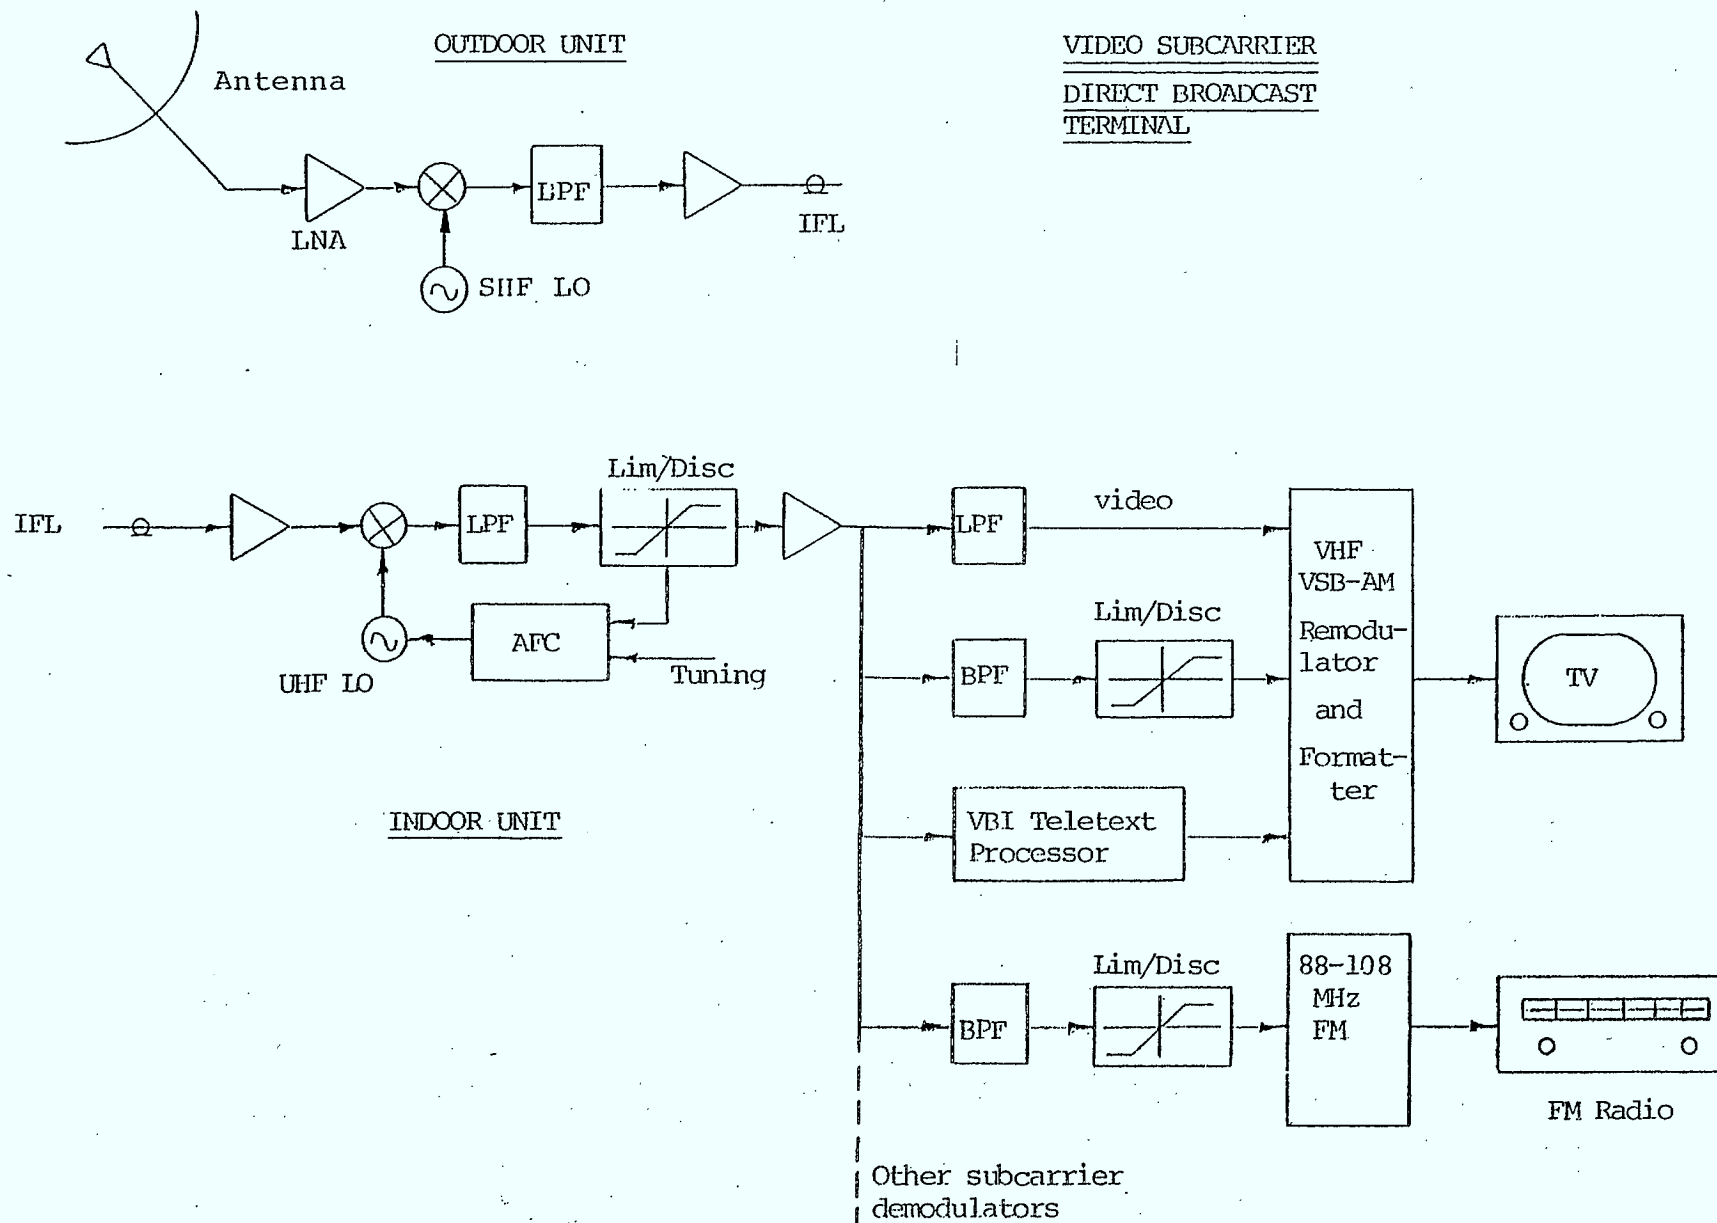 OUTDOOR UNIT
VIDEO SUBCARRIER
DIRECT BROADCAST
TERMINAL
Antenna
LNA
BPF
IFL
SHF LO
Lim/Disc
IFL
LPF
LPF
video
VHF
VSB-AM
Remodu-
lator
and
Format-
ter
AFC
UHF LO
Tuning
Lim/Disc
BPF
TV
INDOOR UNIT
VBI Teletext
Processor
Lim/Disc
BPF
88-108
MHz
FM
FM Radio
Other subcarrier
demodulators